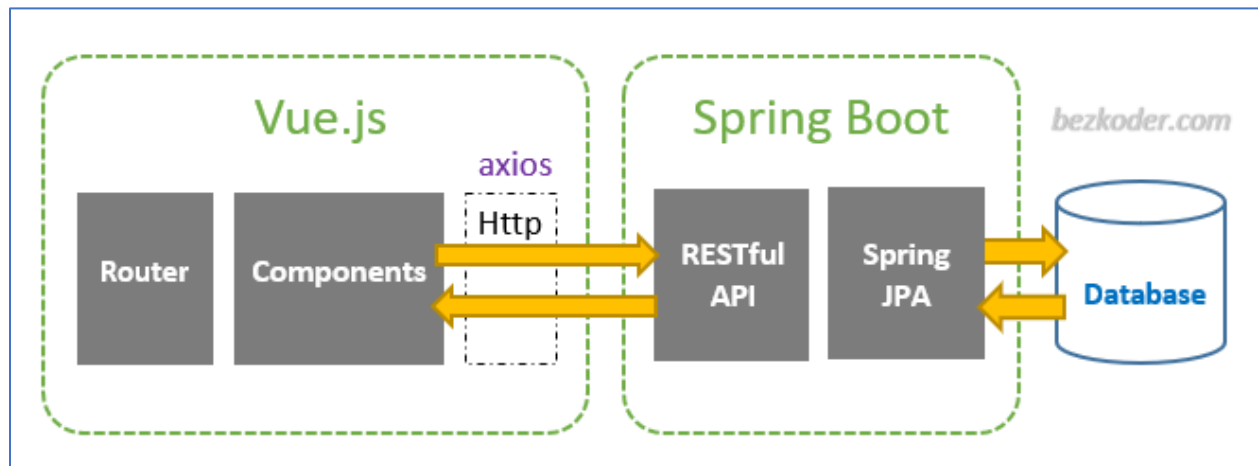 Vue.js
Spring Boot
bezkoder.com
axios
Http
Router
Components
RESTful
API
Spring
JPA
Database